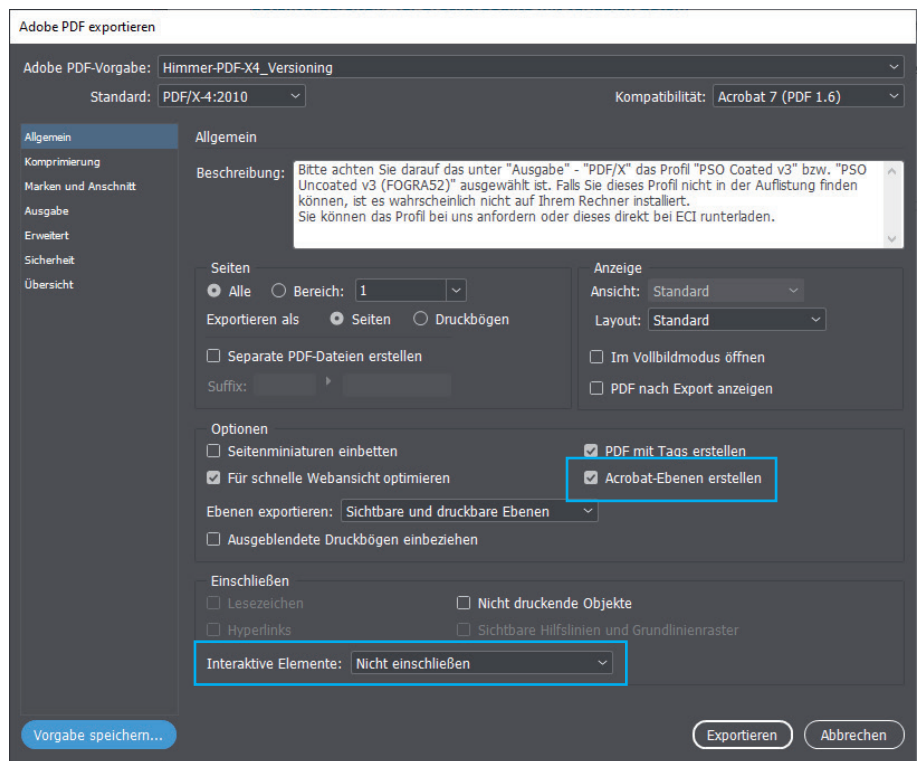 Adobe PDF exportieren
Adobe PDF-Vorgabe: Himmer-PDF-X4_Versioning
Standard: PDF/X-4:2010 Kompatibilität: Acrobat 7 (PDF 1.6)
Allgemein
Komprimierung
Marken und Anschnitt
Ausgabe
Erweitert
Sicherheit
Übersicht
Allgemein
Beschreibung: Bitte achten Sie darauf das unter "Ausgabe" - "PDF/X" das Profil "PSO Coated v3" bzw. "PSO
Uncoated v3 (FOGRA52)" ausgewählt ist. Falls Sie dieses Profil nicht in der Auflistung finden
können, ist es wahrscheinlich nicht auf Ihrem Rechner installiert.
Sie können das Profil bei uns anfordern oder dieses direkt bei ECI runterladen.
Seiten
Alle Bereich: 1
Exportieren als Seiten Druckbögen
Separate PDF-Dateien erstellen
Suffix:
Anzeige
Ansicht: Standard
Layout: Standard
Im Vollbildmodus öffnen
PDF nach Export anzeigen
Optionen
Seitenminiaturen einbetten PDF mit Tags erstellen
Für schnelle Webansicht optimieren Acrobat-Ebenen erstellen
Ebenen exportieren: Sichtbare und druckbare Ebenen
Ausgeblendete Druckbögen einbeziehen
Einschließen
Lesezeichen Nicht druckende Objekte
Hyperlinks Sichtbare Hilfslinien und Grundlinienraster
Interaktive Elemente: Nicht einschließen
Vorgabe speichern... Exportieren Abbrechen